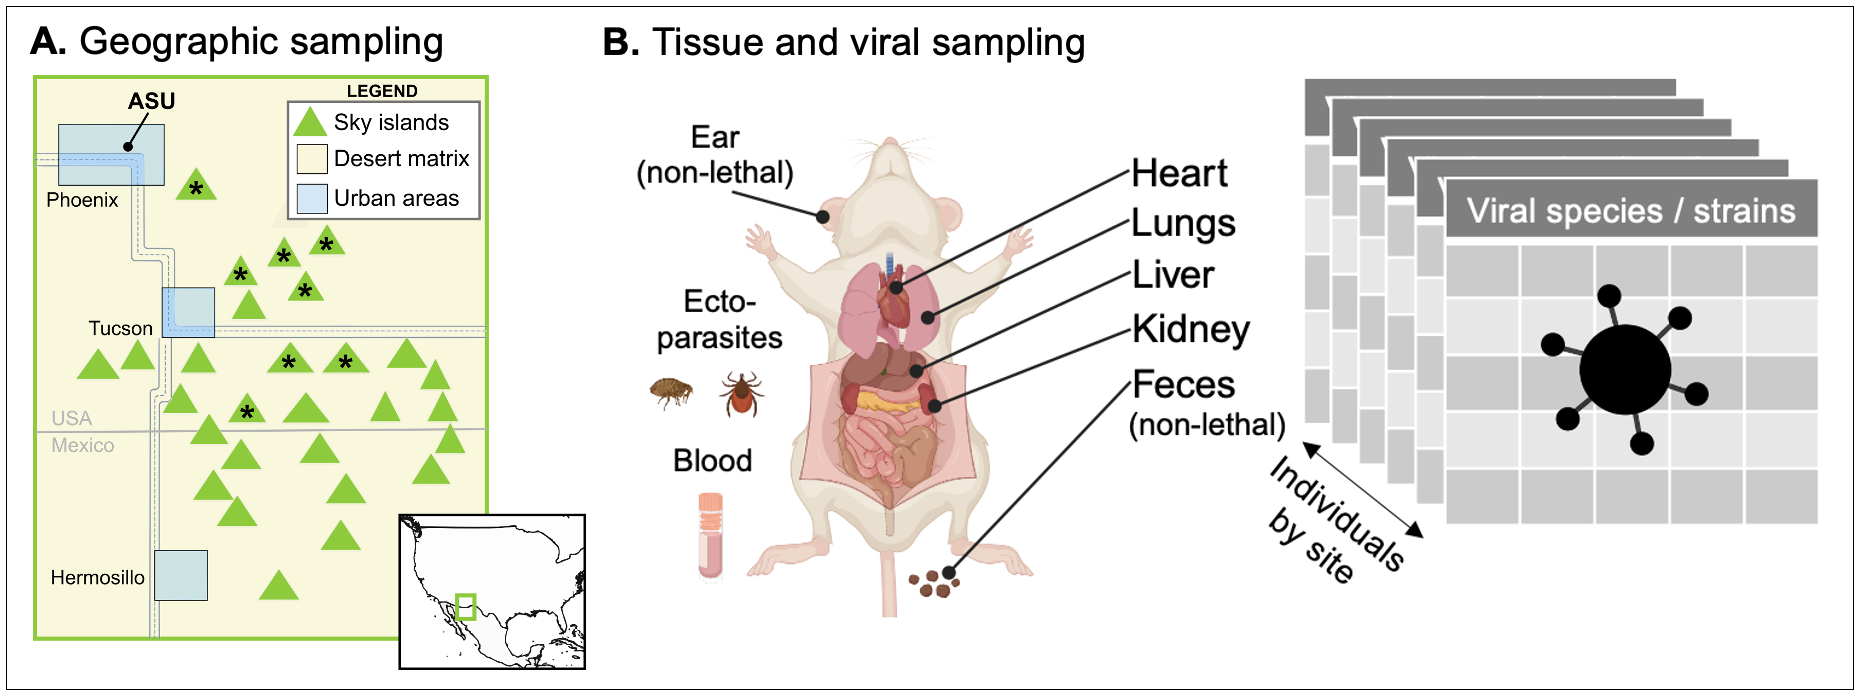 A. Geographic sampling
ASU
LEGEND
Sky islands
Desert matrix
Urban areas
Phoenix
*
*
*
*
*
Tucson
*
*
*
USA
Mexico
Hermosillo
B. Tissue and viral sampling
Ear
(non-lethal)
Ecto-
parasites
Blood
Heart
Lungs
Liver
Kidney
Feces
(non-lethal)
Viral species / strains
Individuals
by site